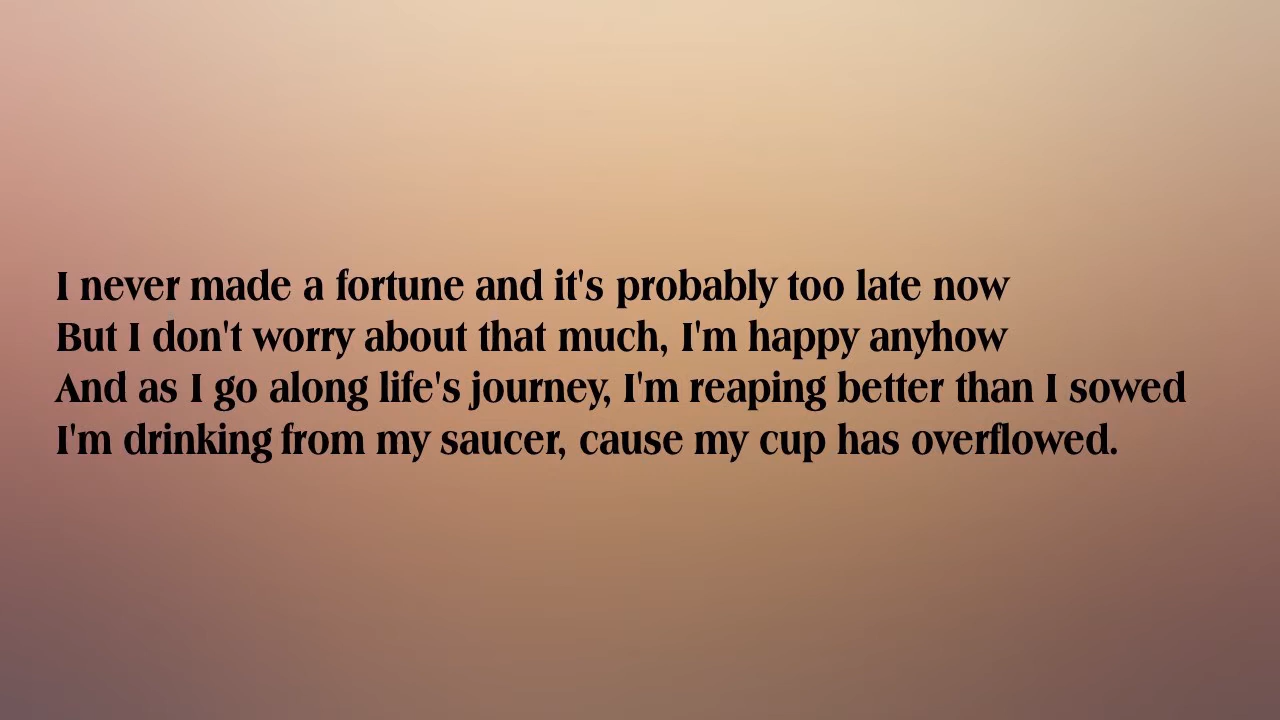 I never made a fortune and it's probably too late now
But I don't worry about that much, I'm happy anyhow
And as I go along life's journey, I'm reaping better than I sowed
I'm drinking from my saucer, cause my cup has overflowed.